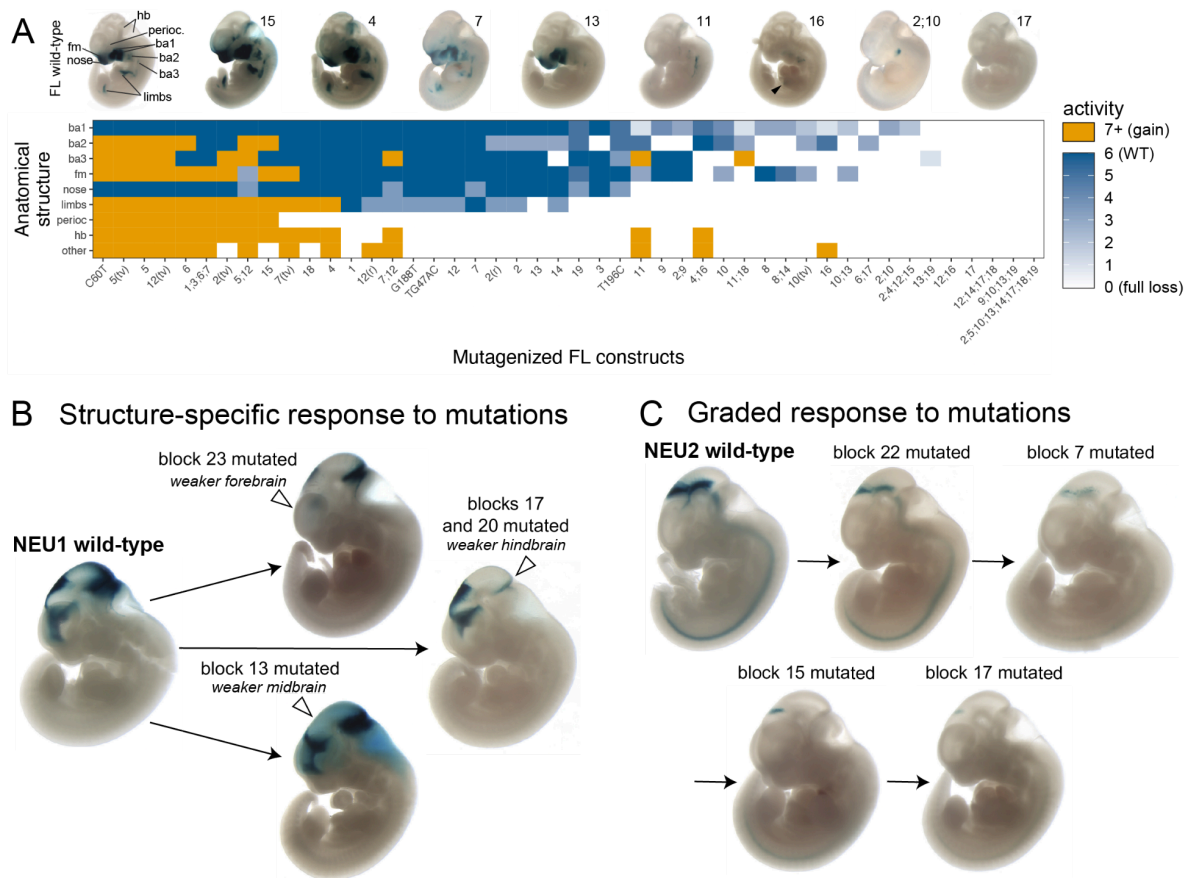 A
FL wild-type
hb
perioc.
ba1
fm
ba2
nose
ba3
limbs
15
4
7
13
11
16
2;10
17
Anatomical
structure
ba1
ba2
ba3
fm
nose
limbs
perioc
hb
other
C60T
5(tv)
5
12(tv)
6
1;3;6;7
2(tv)
5;12
15
7(tv)
18
4
1
12(r)
7;12
G188T
TG47AC
12
7
2(r)
2
13
14
19
3
T196C
11
9
2;9
4;16
10
11;18
8
8;14
10(tv)
16
10;13
6;17
2;10
2;4;12;15
13;19
12;16
17
12;14;17;18
9;10;13;19
2;5;10;13;14;17;18;19
Mutagenized FL constructs
activity
7+ (gain)
6 (WT)
5
4
3
2
1
0 (full loss)
B Structure-specific response to mutations
NEU1 wild-type
block 23 mutated
weaker forebrain
blocks 17
and 20 mutated
weaker hindbrain
block 13 mutated
weaker midbrain
C Graded response to mutations
NEU2 wild-type
block 22 mutated
block 7 mutated
block 15 mutated
block 17 mutated